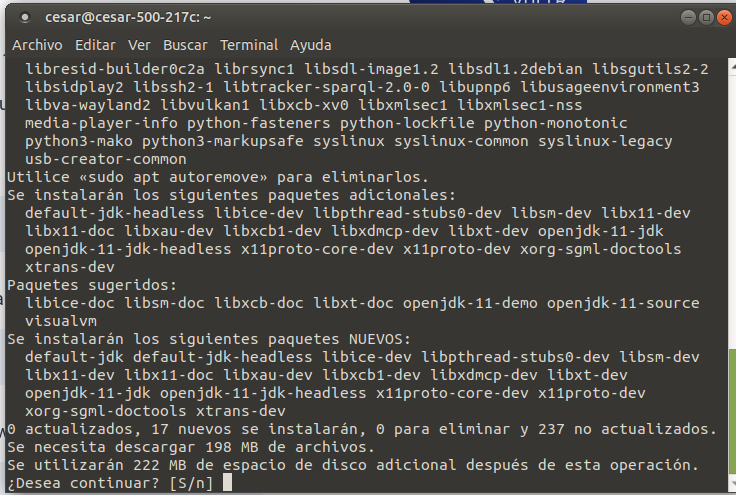 cesar@cesar-500-217c: ~
Archivo Editar Ver Buscar Terminal Ayuda
libresid-builder0c2a librsync1 libsdl-image1.2 libsdl1.2debian libsgutils2-2
libsidplay2 libssh2-1 libtracker-sparql-2.0-0 libupnp6 libusageenvironment3
libva-wayland2 libvulkan1 libxcb-xv0 libxmlsec1 libxmlsec1-nss
media-player-info python-fasteners python-lockfile python-monotonic
python3-mako python3-markupsafe syslinux syslinux-common syslinux-legacy
usb-creator-common
Utilice «sudo apt autoremove» para eliminarlos.
Se instalarán los siguientes paquetes adicionales:
default-jdk-headless libice-dev libpthread-stubs0-dev libsm-dev libx11-dev
libx11-doc libxau-dev libxcb1-dev libxdmcp-dev libxt-dev openjdk-11-jdk
openjdk-11-jdk-headless x11proto-core-dev x11proto-dev xorg-sgml-doctools
xtrans-dev
Paquetes sugeridos:
libice-doc libsm-doc libxcb-doc libxt-doc openjdk-11-demo openjdk-11-source
visualvm
Se instalarán los siguientes paquetes NUEVOS:
default-jdk default-jdk-headless libice-dev libpthread-stubs0-dev libsm-dev
libx11-dev libx11-doc libxau-dev libxcb1-dev libxdmcp-dev libxt-dev
openjdk-11-jdk openjdk-11-jdk-headless x11proto-core-dev x11proto-dev
xorg-sgml-doctools xtrans-dev
0 actualizados, 17 nuevos se instalarán, 0 para eliminar y 237 no actualizados.
Se necesita descargar 198 MB de archivos.
Se utilizarán 222 MB de espacio de disco adicional después de esta operación.
¿Desea continuar? [S/n]